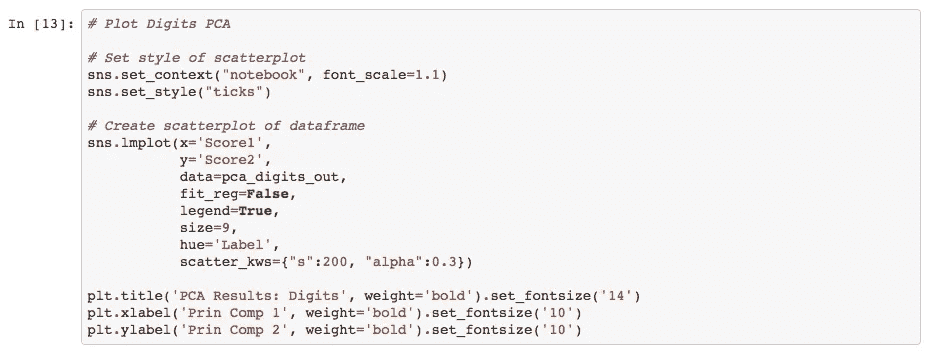 In [13]: # Plot Digits PCA
# Set style of scatterplot
sns.set_context("notebook", font_scale=1.1)
sns.set_style("ticks")
# Create scatterplot of dataframe
sns.lmplot(x='Score1',
y='Score2',
data=pca_digits_out,
fit_reg=False,
legend=True,
size=9,
hue='Label',
scatter_kws={"s":200, "alpha":0.3})
plt.title('PCA Results: Digits', weight='bold').set_fontsize('14')
plt.xlabel('Prin Comp 1', weight='bold').set_fontsize('10')
plt.ylabel('Prin Comp 2', weight='bold').set_fontsize('10')